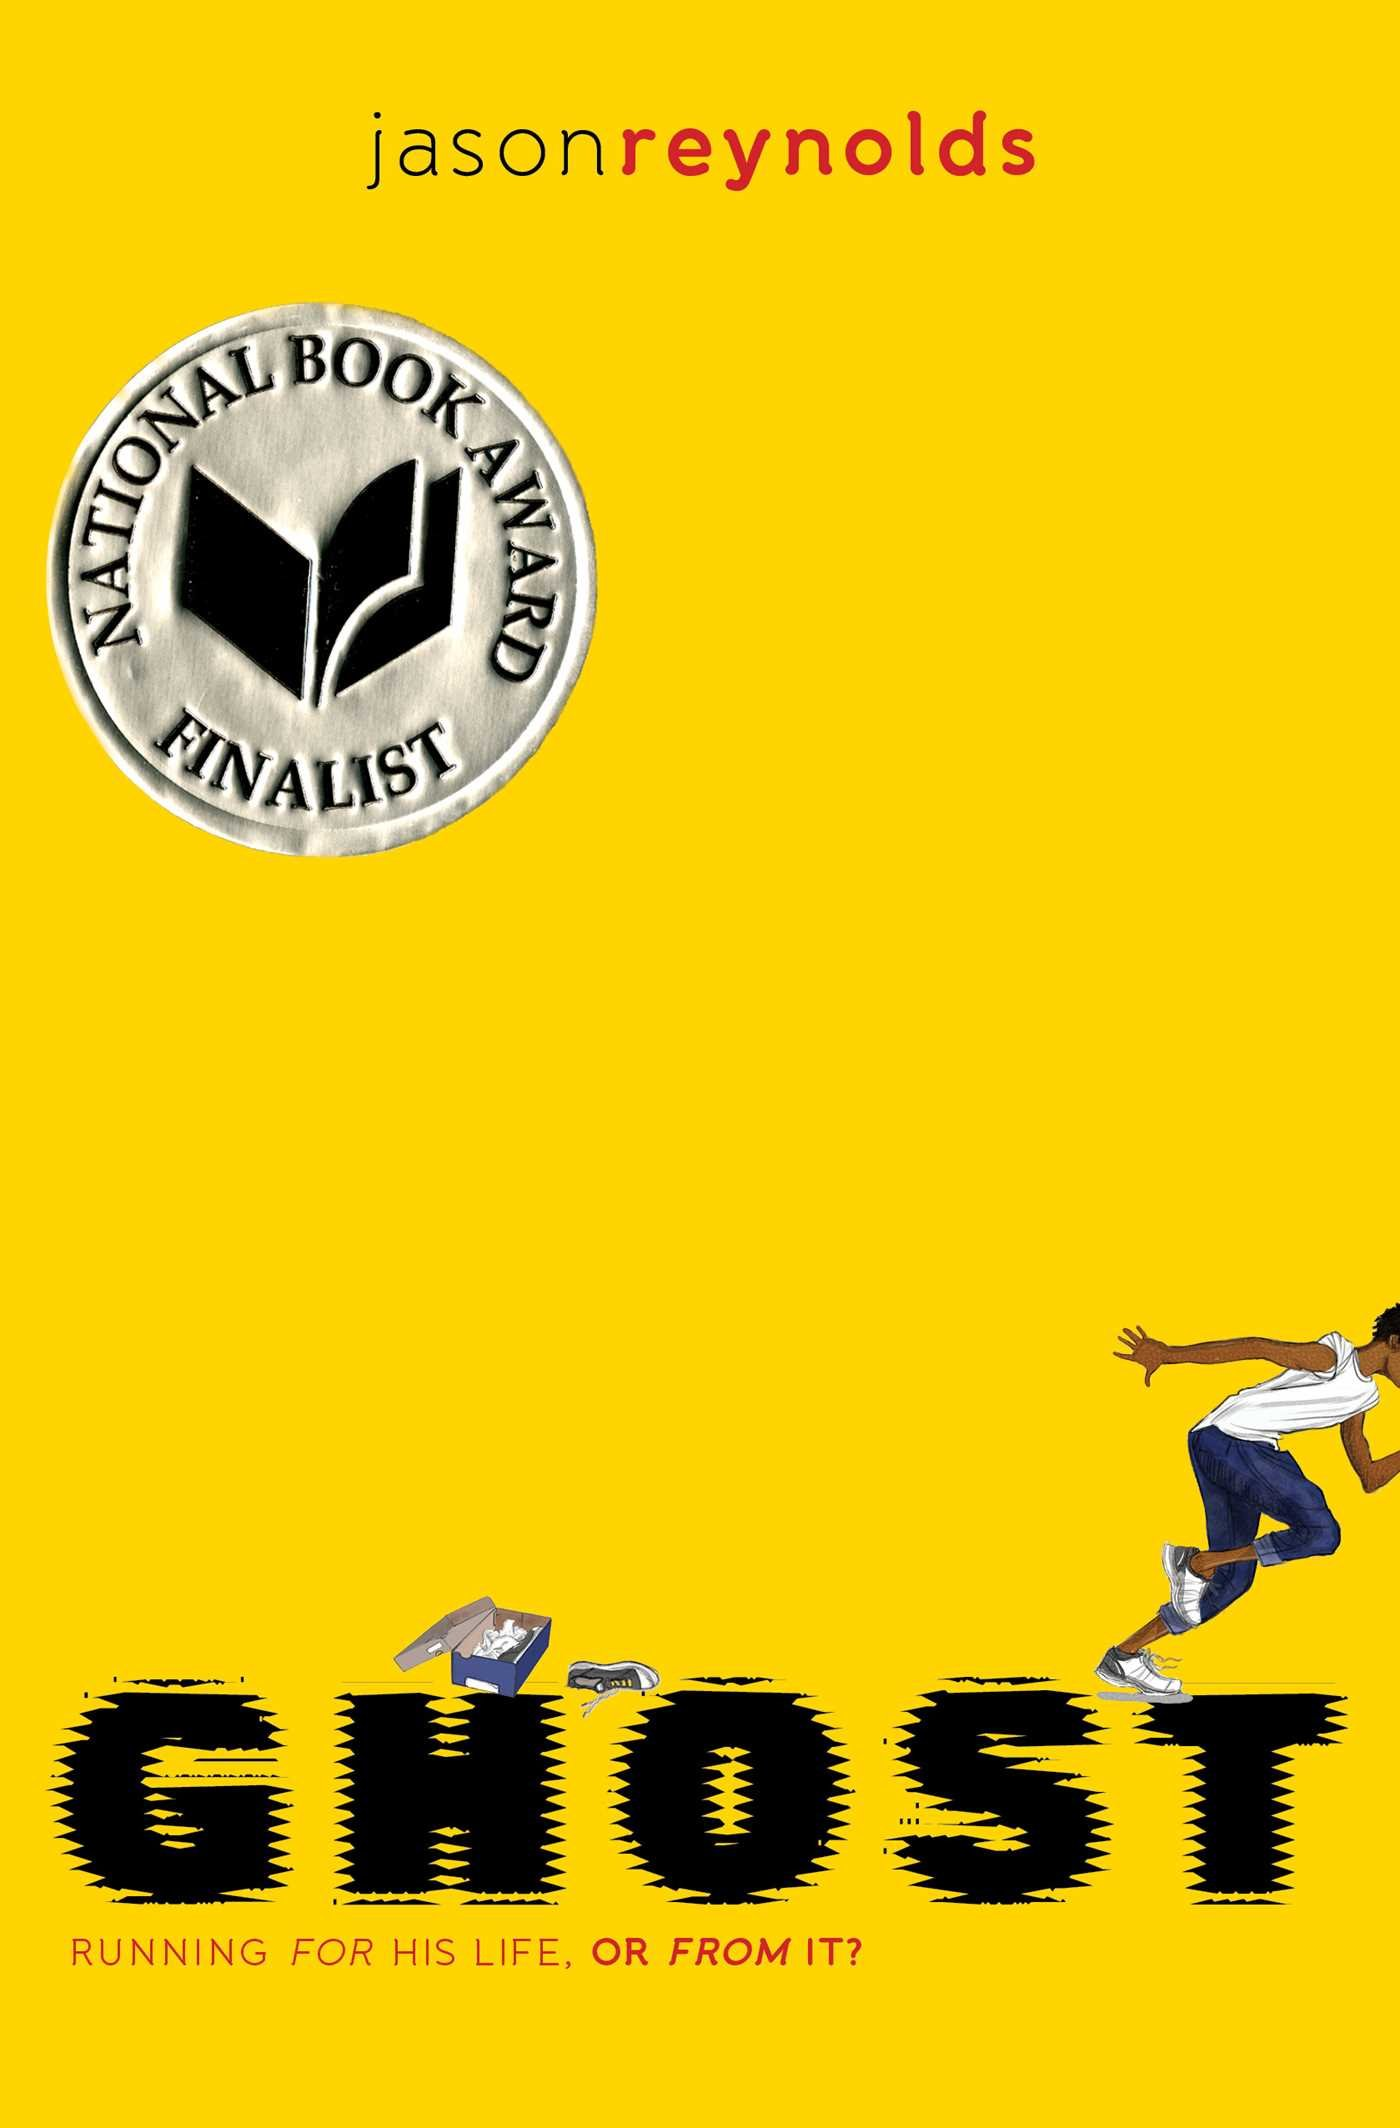 jasonreynolds
NATIONAL BOOK AWARD
FINALIST
GHOST
RUNNING FOR HIS LIFE, OR FROM IT?